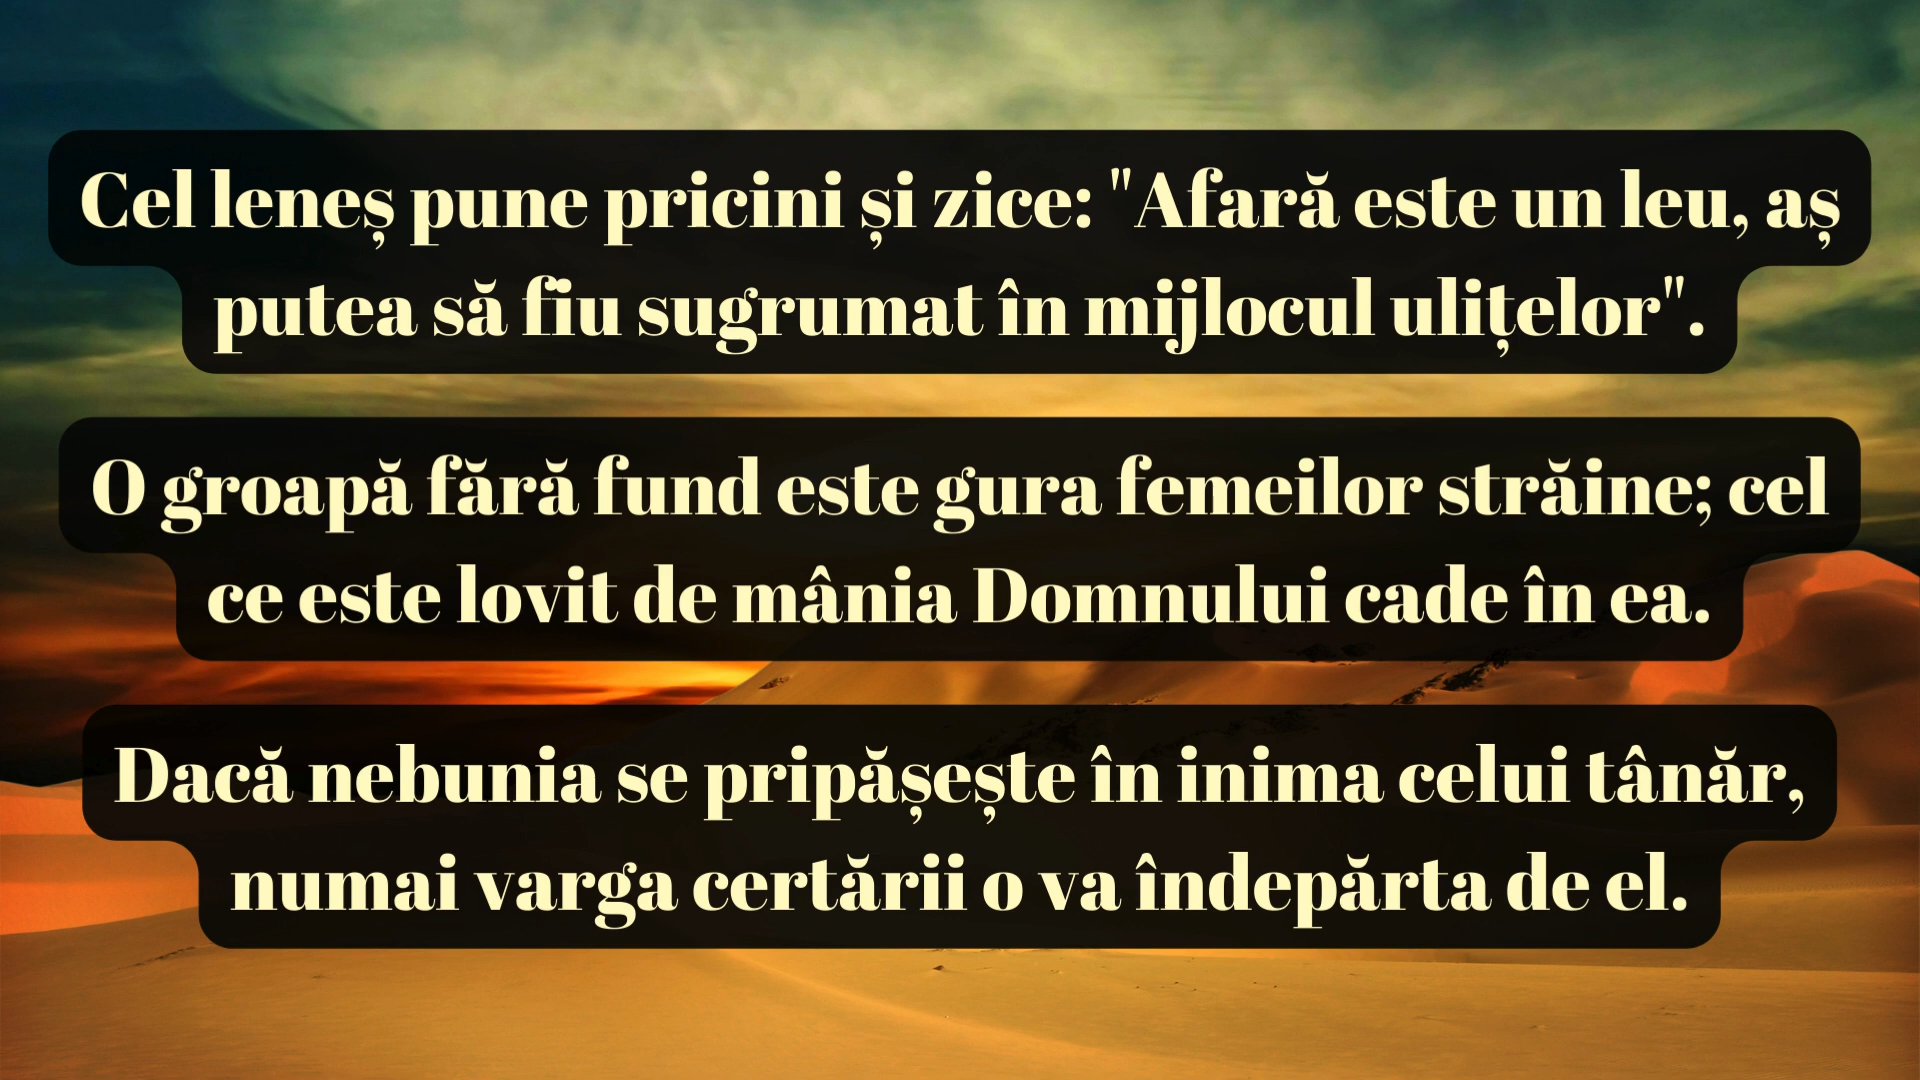 Cel leneș pune pricini și zice: "Afară este un leu, aș
putea să fiu sugrumat în mijlocul ulițelor".
O groapă fără fund este gura femeilor străine; cel
ce este lovit de mânia Domnului cade în ea.
Dacă nebunia se pripășește în inima celui tânăr,
numai varga certării o va îndepărta de el.